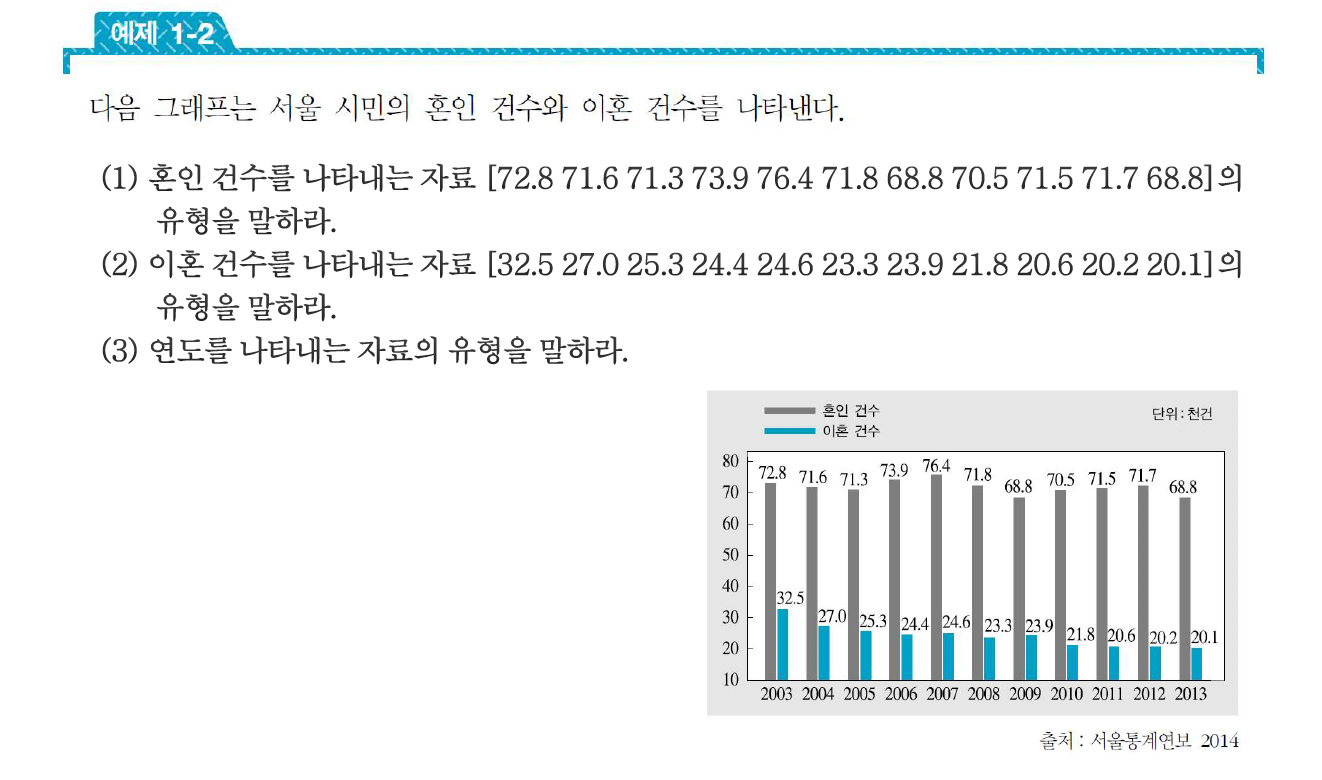 예제 1-2
다음 그래프는 서울 시민의 혼인 건수와 이혼 건수를 나타낸다.
(1) 혼인 건수를 나타내는 자료 [72.8 71.6 71.3 73.9 76.4 71.8 68.8 70.5 71.5 71.7 68.8]의
유형을 말하라.
(2) 이혼 건수를 나타내는 자료 [32.5 27.0 25.3 24.4 24.6 23.3 23.9 21.8 20.6 20.2 20.1]의
유형을 말하라.
(3) 연도를 나타내는 자료의 유형을 말하라.
혼인 건수
이혼 건수
단위 : 천건
80
70
60
50
40
30
20
10
72.8 71.6 71.3 73.9 76.4 71.8 68.8 70.5 71.5 71.7 68.8
32.5 27.0 25.3 24.4 24.6 23.3 23.9 21.8 20.6 20.2 20.1
2003 2004 2005 2006 2007 2008 2009 2010 2011 2012 2013
출처 : 서울통계연보 2014